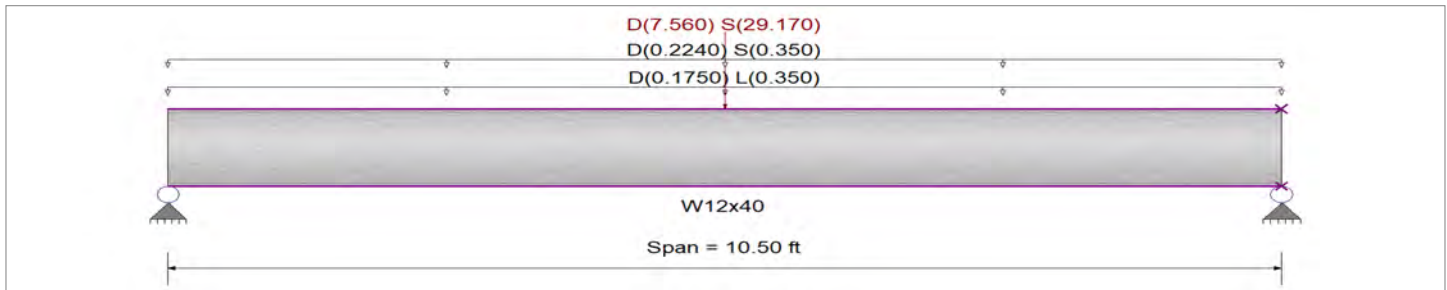 D(7.560) S(29.170)
D(0.2240) S(0.350)
D(0.1750) L(0.350)
W12x40
Span = 10.50 ft